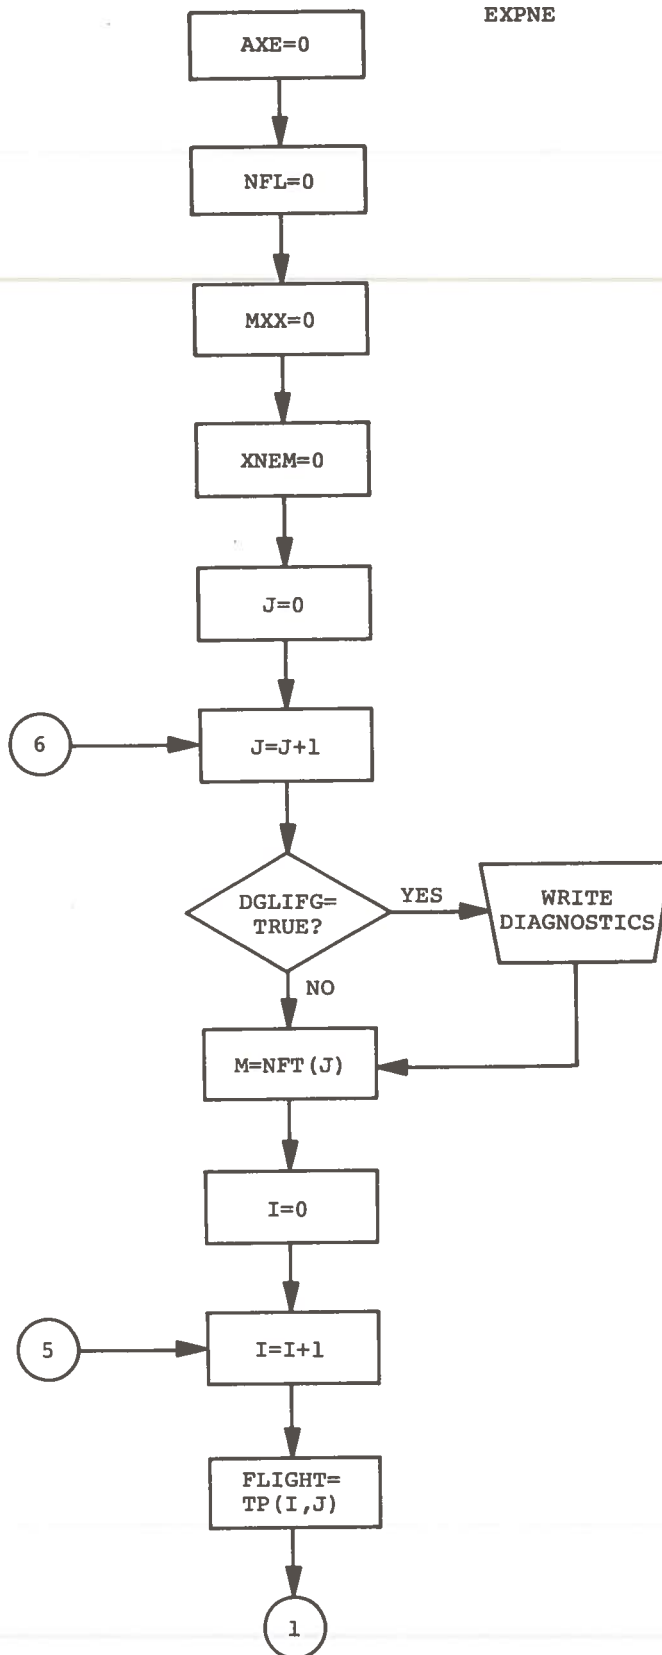 EXPNE
AXE=0
NFL=0
MXX=0
XNEM=0
J=0
6
J=J+1
DGLIFG=
TRUE?
YES
WRITE
DIAGNOSTICS
NO
M=NFT(J)
I=0
5
I=I+1
FLIGHT=
TP(I,J)
1